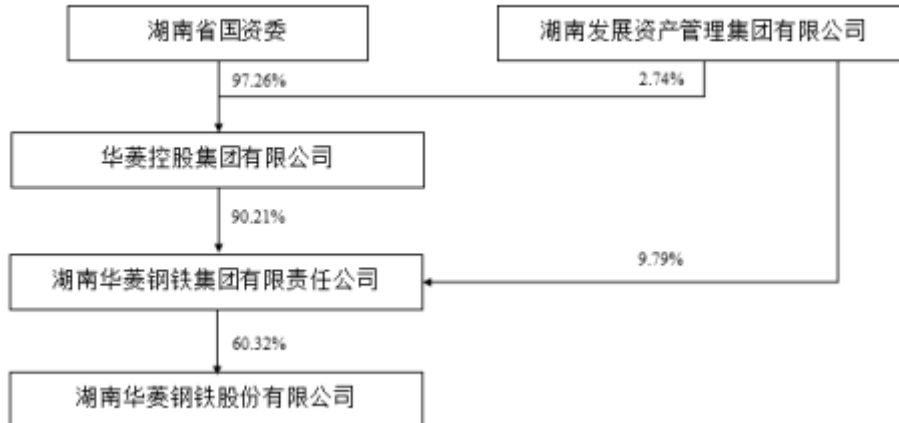 湖南省国资委
湖南发展资产管理集团有限公司
97.26%
2.74%
华菱控股集团有限公司
90.21%
9.79%
湖南华菱钢铁集团有限责任公司
60.32%
湖南华菱钢铁股份有限公司